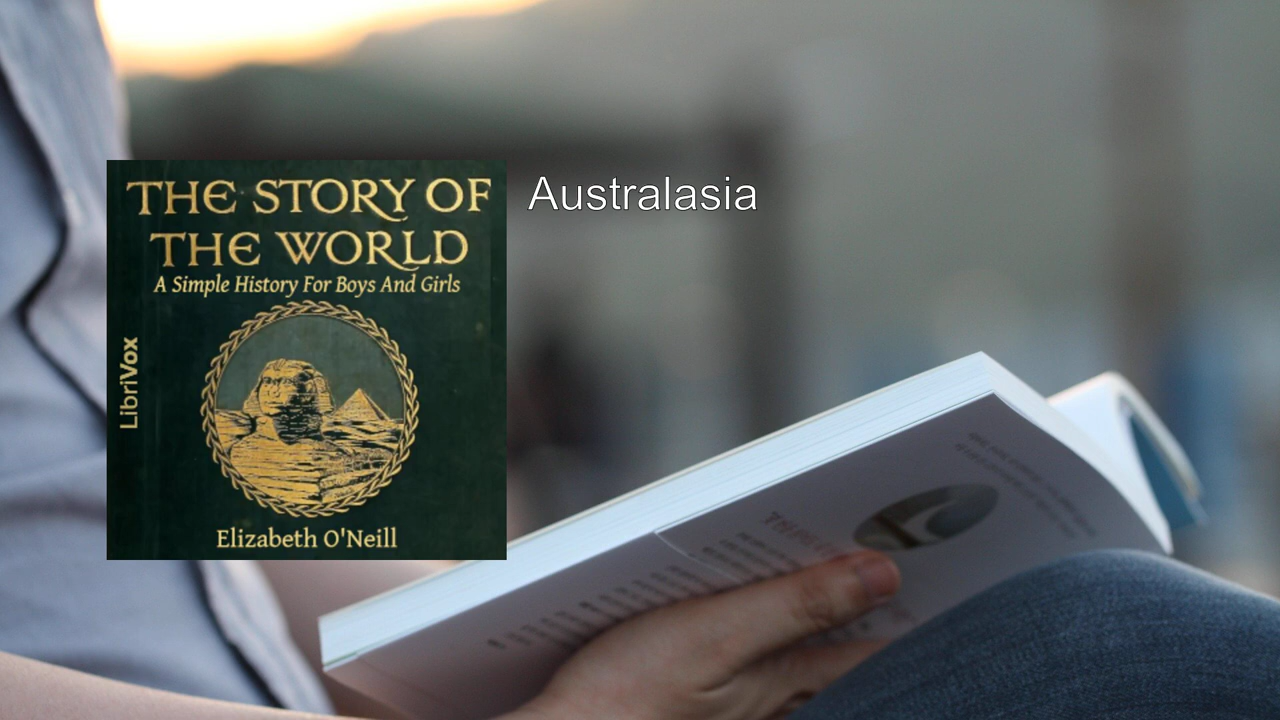 THE STORY OF
THE WORLD
A Simple History For Boys And Girls
LibriVox
Elizabeth O'Neill
Australasia